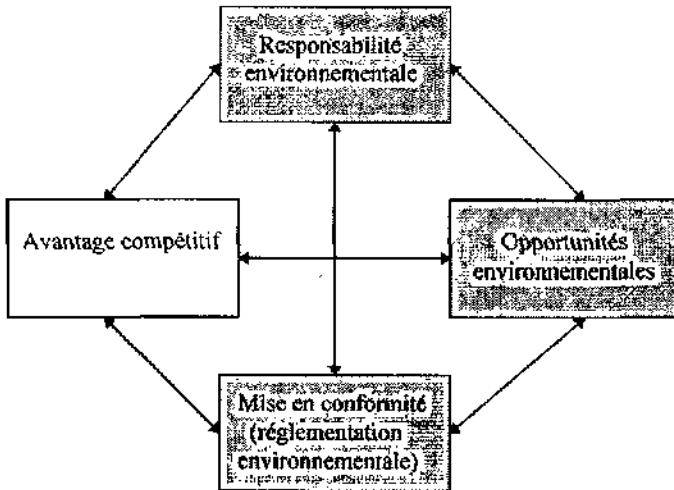 Responsabilité
environnementale
Avantage compétitif
Opportunités
environnementales
Mise en conformité
(réglementation
environnementale)